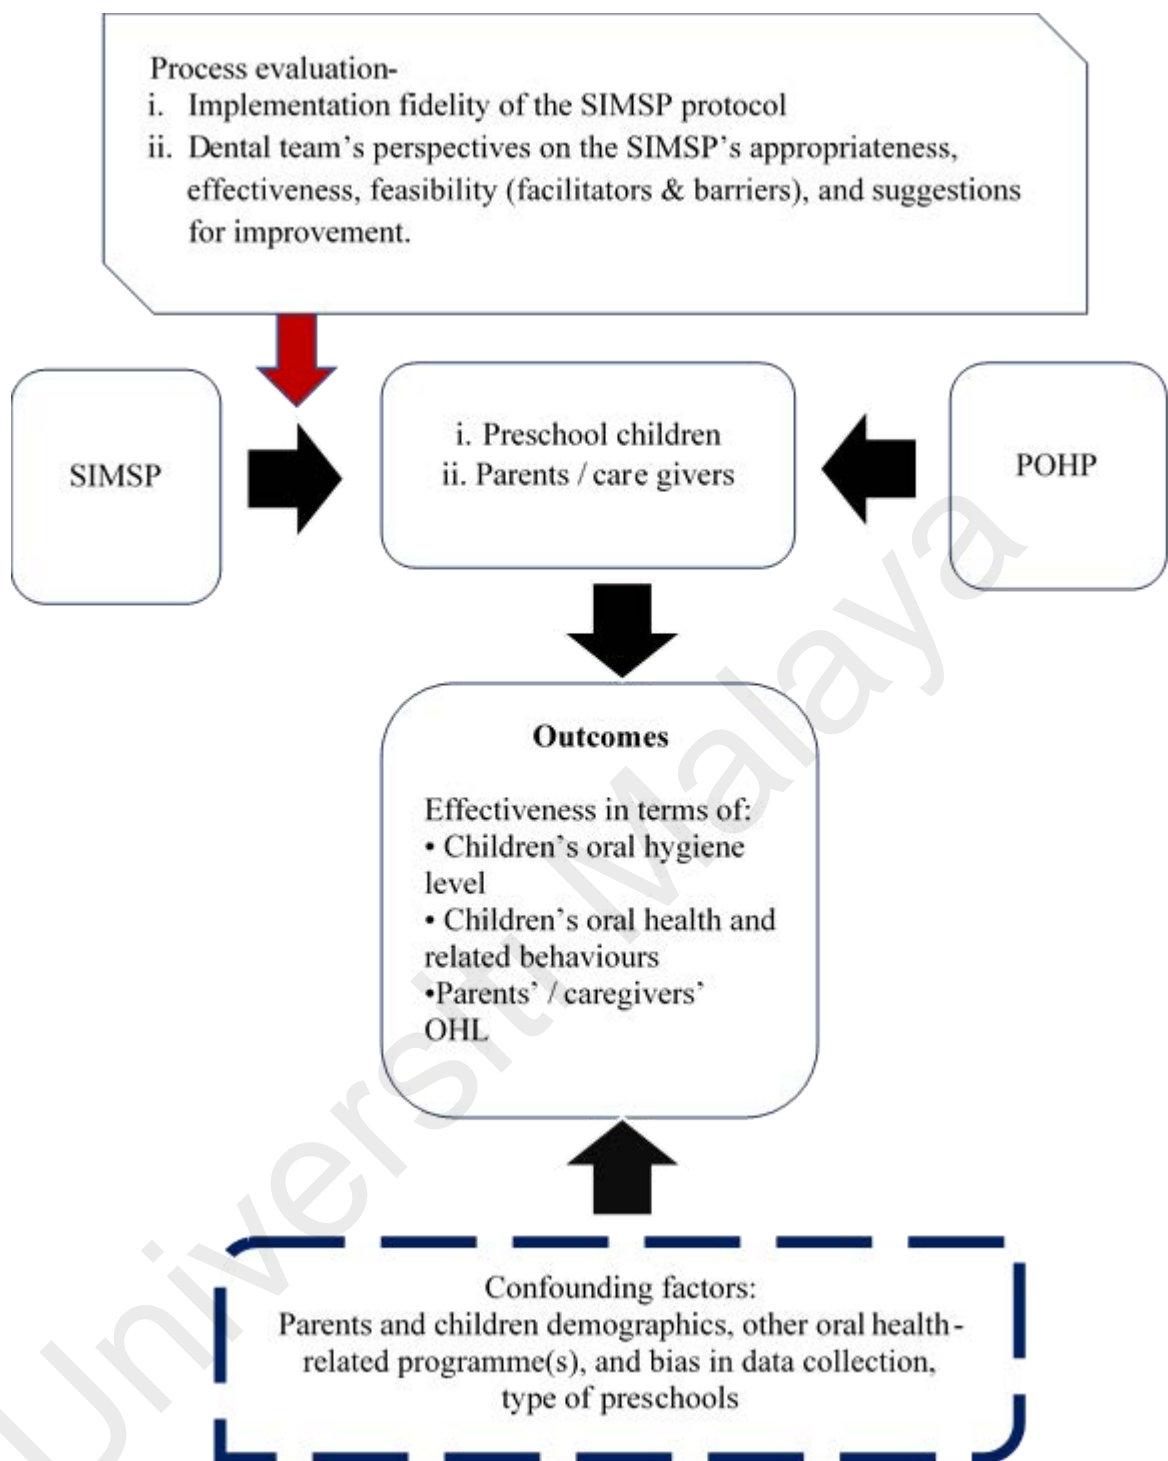 Process evaluation-
i. Implementation fidelity of the SIMSP protocol
ii. Dental team’s perspectives on the SIMSP’s appropriateness,
effectiveness, feasibility (facilitators & barriers), and suggestions
for improvement.
SIMSP
i. Preschool children
ii. Parents / care givers
POHP
Outcomes
Effectiveness in terms of:
• Children’s oral hygiene
level
• Children’s oral health and
related behaviours
•Parents’ / caregivers’
OHL
Confounding factors:
Parents and children demographics, other oral health-
related programme(s), and bias in data collection,
type of preschools
Universiti Malaya